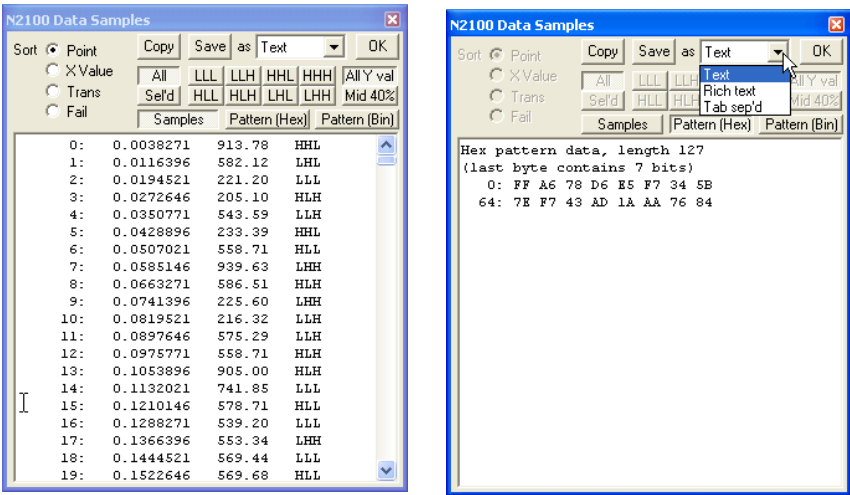 N2100 Data Samples
Sort Point Copy Save as Text OK
X Value All LLL LLH HHL HHH All Y val
Trans Sel'd HLL HLH LHL LHH Mid 40%
Fail Samples Pattern (Hex) Pattern (Bin)
0: 0.0038271 913.78 HHL
1: 0.0116396 582.12 LHL
2: 0.0194521 221.20 LLL
3: 0.0272646 205.10 HLH
4: 0.0350771 543.59 LLH
5: 0.0428896 233.39 HHL
6: 0.0507021 558.71 HLL
7: 0.0585146 939.63 LHH
8: 0.0663271 586.51 HLH
9: 0.0741396 225.60 LHH
10: 0.0819521 216.32 LLH
11: 0.0897646 575.29 LLH
12: 0.0975771 558.71 HLH
13: 0.1053896 905.00 HLH
14: 0.1132021 741.85 LLL
15: 0.1210146 578.71 HLL
16: 0.1288271 539.20 LLL
17: 0.1366396 553.34 LHH
18: 0.1444521 569.44 LLL
19: 0.1522646 569.68 HLL
N2100 Data Samples
Sort Point Copy Save as Text OK
X Value All LLL LLH Text All Y val
Trans Sel'd HLL HLH Rich text Mid 40%
Tab sep'd
Fail Samples Pattern (Hex) Pattern (Bin)
Hex pattern data, length 127
(last byte contains 7 bits)
0: FF A6 78 D6 E5 F7 34 5B
64: 7E F7 43 AD 1A AA 76 84